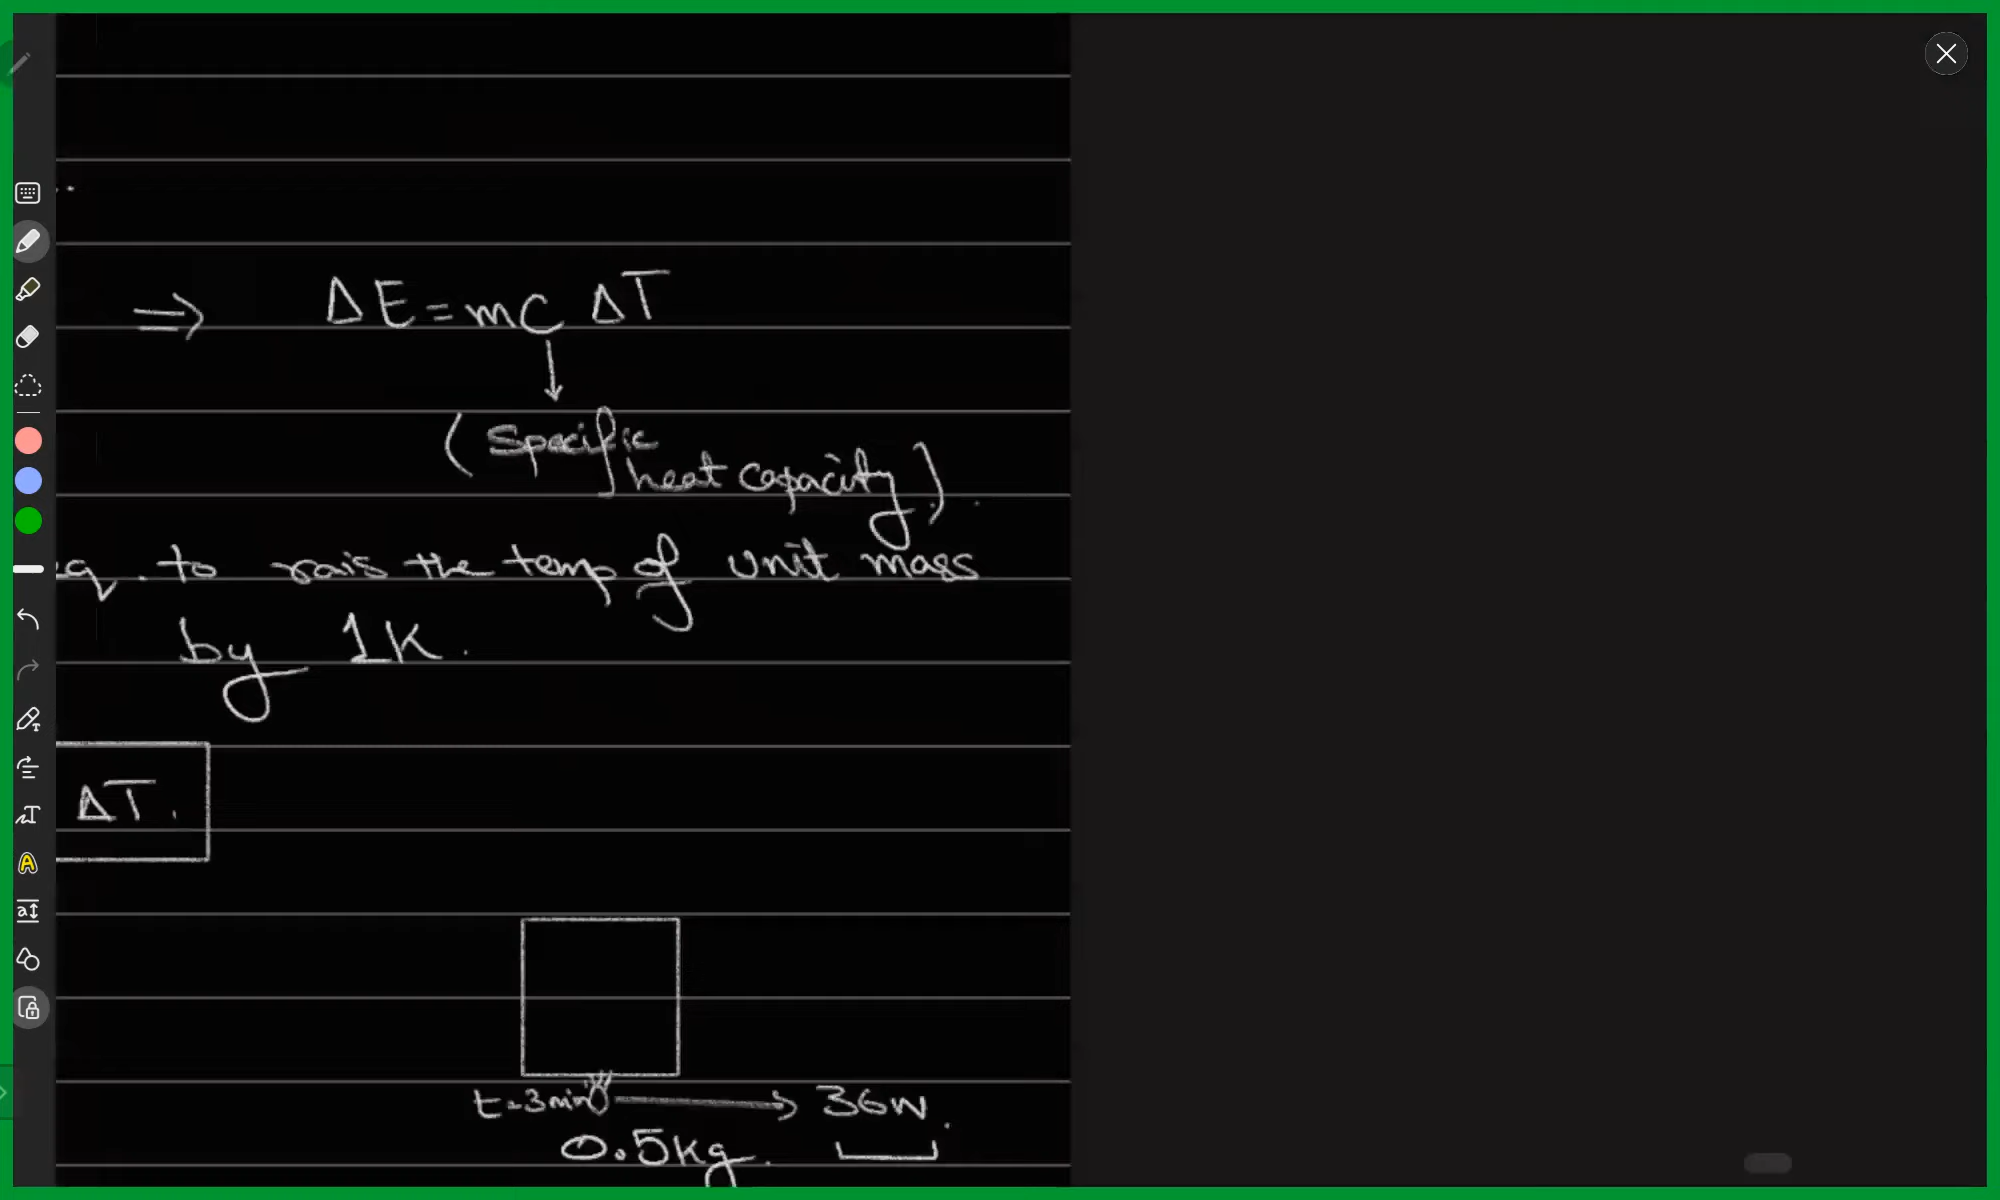 ⇒ ΔE = mC ΔT
(Specific
heat capacity).
eq. to rais the temp of unit mass
by 1K.
ΔT.
t=3min → 36W.
0.5kg.